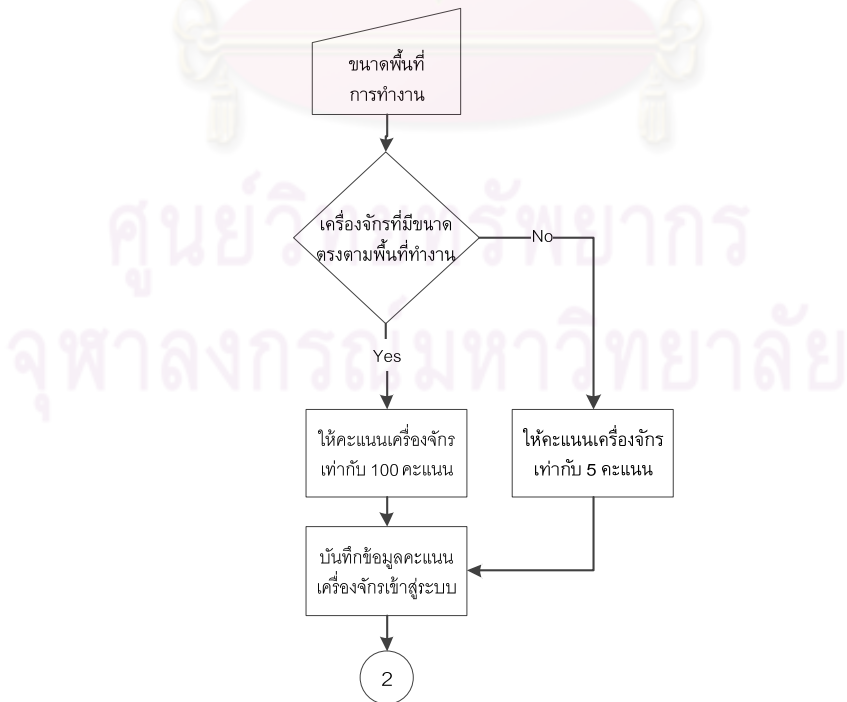 ขนาดพื้นที่
การทำงาน
เครื่องจักรที่มีขนาด
ตรงตามพื้นที่ทำงาน
No
Yes
ให้คะแนนเครื่องจักร
เท่ากับ 100 คะแนน
ให้คะแนนเครื่องจักร
เท่ากับ 5 คะแนน
บันทึกข้อมูลคะแนน
เครื่องจักรเข้าสู่ระบบ
2
ศูนย์วิทยทรัพยากร
จุฬาลงกรณ์มหาวิทยาลัย